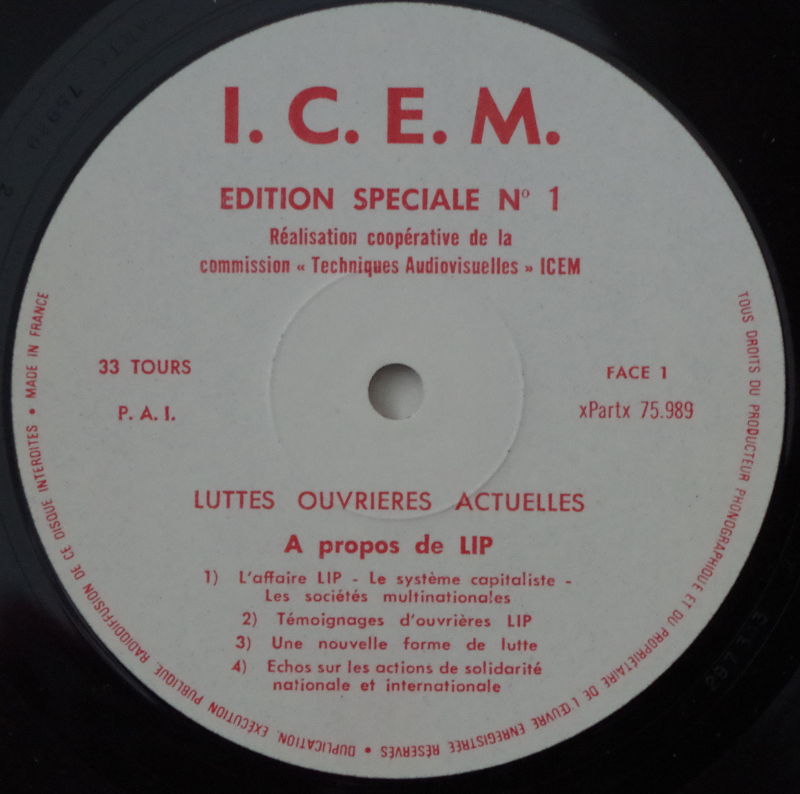 I. C. E. M.
EDITION SPECIALE Nº 1
Réalisation coopérative de la
commission « Techniques Audiovisuelles » ICEM
33 TOURS
P. A. I.
FACE 1
xPartx 75.989
LUTTES OUVRIERES ACTUELLES
A propos de LIP
1) L'affaire LIP - Le système capitaliste -
Les sociétés multinationales
2) Témoignages d'ouvrières LIP
3) Une nouvelle forme de lutte
4) Echos sur les actions de solidarité
nationale et internationale
TOUS DROITS DU PRODUCTEUR PHONOGRAPHIQUE ET DU PROPRIETAIRE DE L'ŒUVRE ENREGISTREE RÉSERVÉS • DUPLICATION, EXÉCUTION PUBLIQUE, RADIODIFFUSION DE CE DISQUE INTERDITES • MADE IN FRANCE